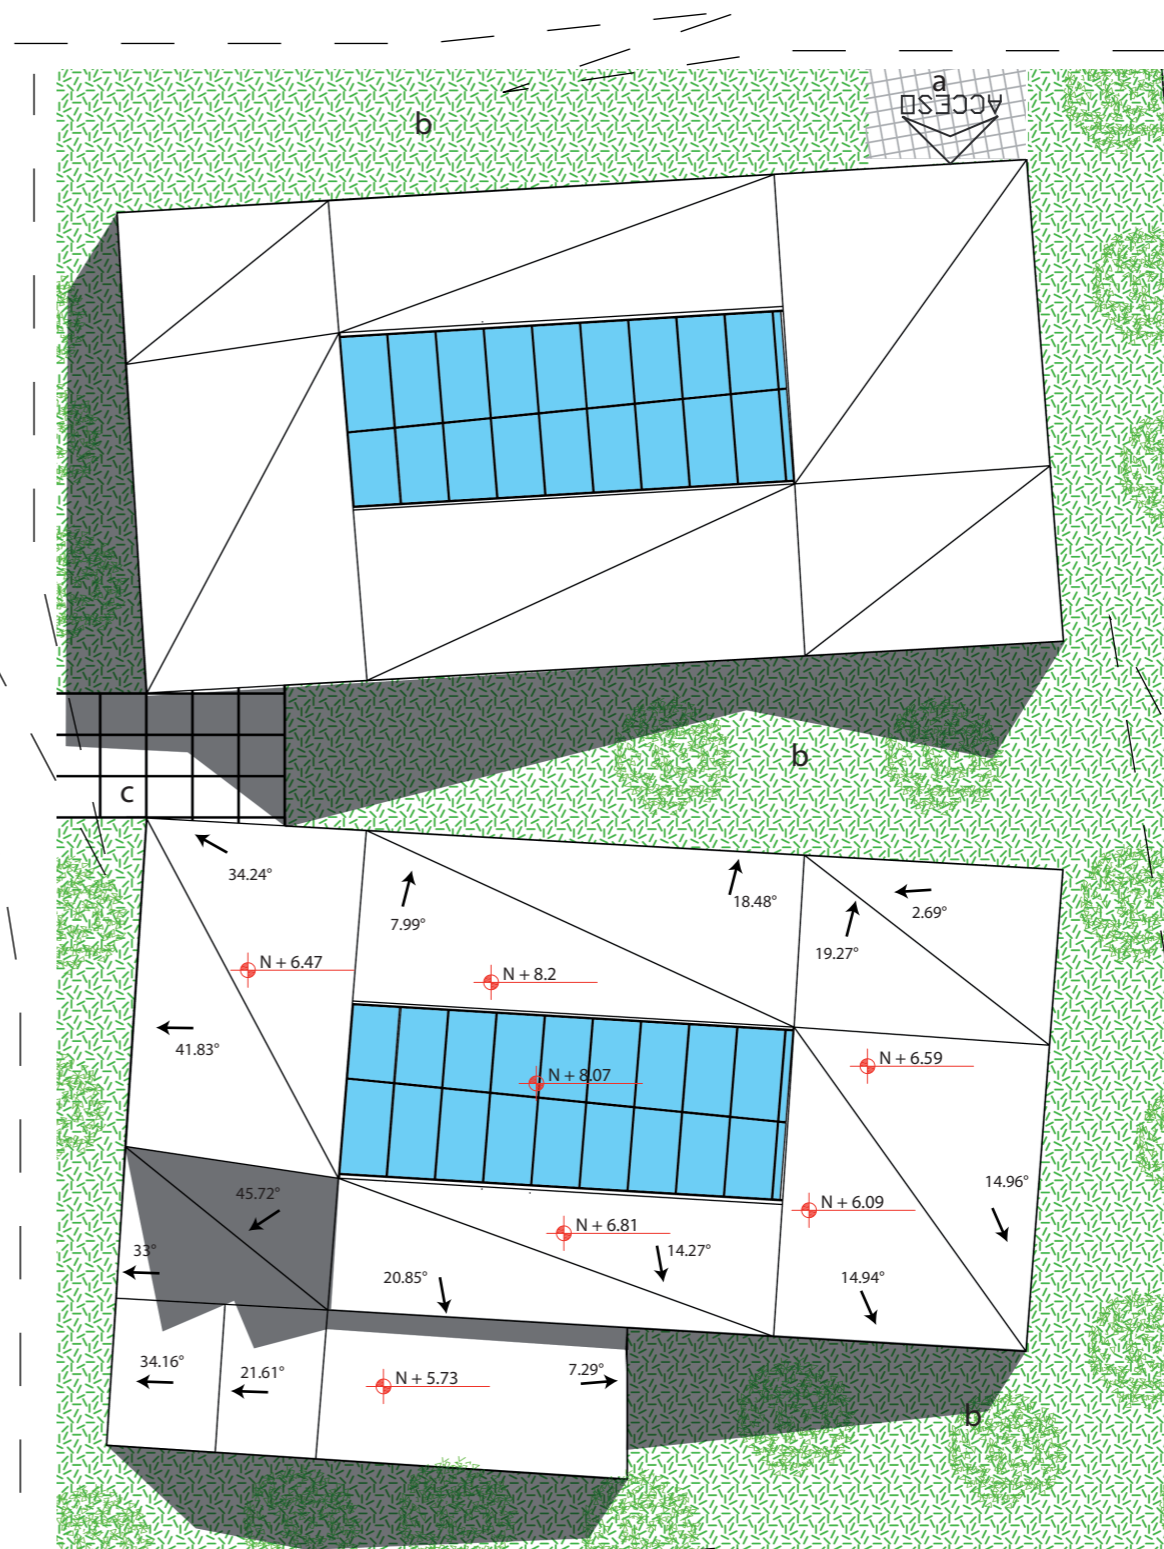 a
ACCESO
b
b
c
34.24°
7.99°
18.48°
2.69°
19.27°
N + 6.47
N + 8.2
41.83°
N + 6.59
N + 8.07
45.72°
14.96°
N + 6.09
N + 6.81
33°
14.27°
20.85°
14.94°
34.16°
21.61°
N + 5.73
7.29°
b